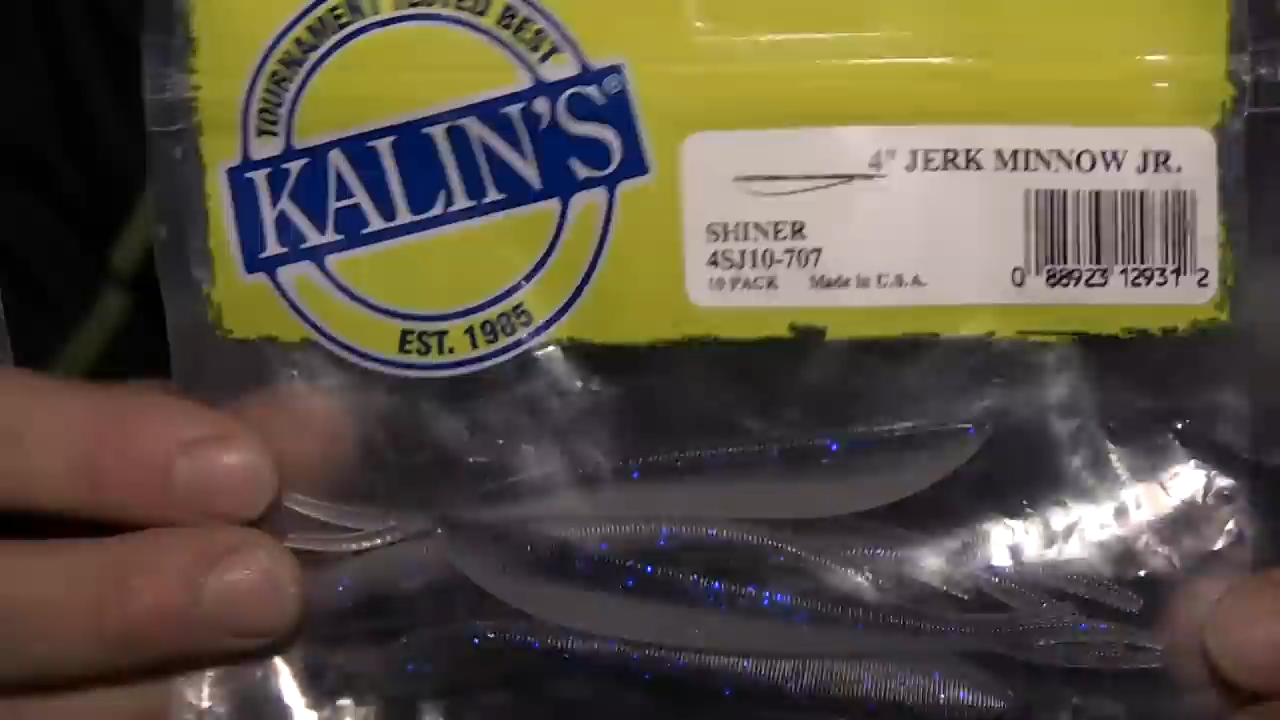 TOURNAMENT TESTED BEST
KALIN'S®
EST. 1985
4" JERK MINNOW JR.
SHINER
4SJ10-707
10 PACK Made in U.S.A.
0 88923 12931 2